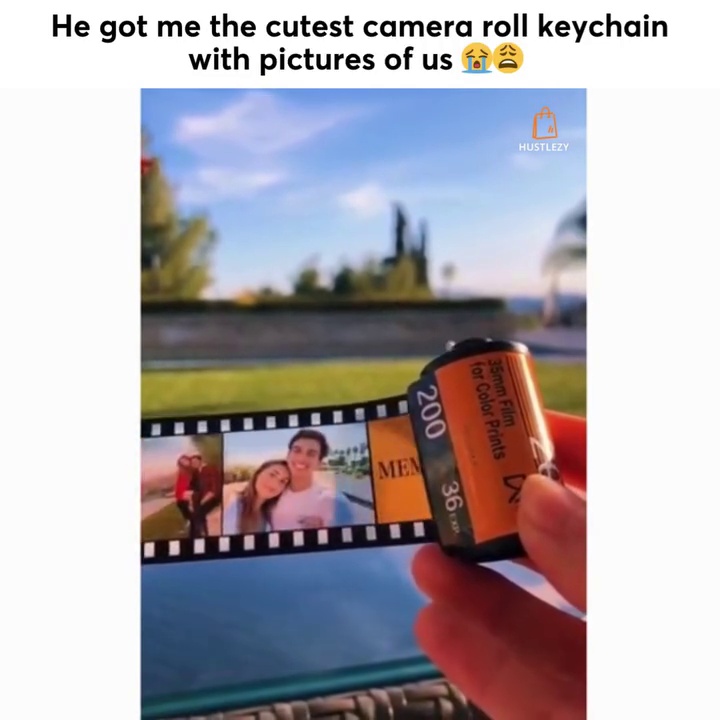 He got me the cutest camera roll keychain
with pictures of us 😭😩
HUSTLEZY
35mm Film
for Color Prints
200
36 EXP
MEM